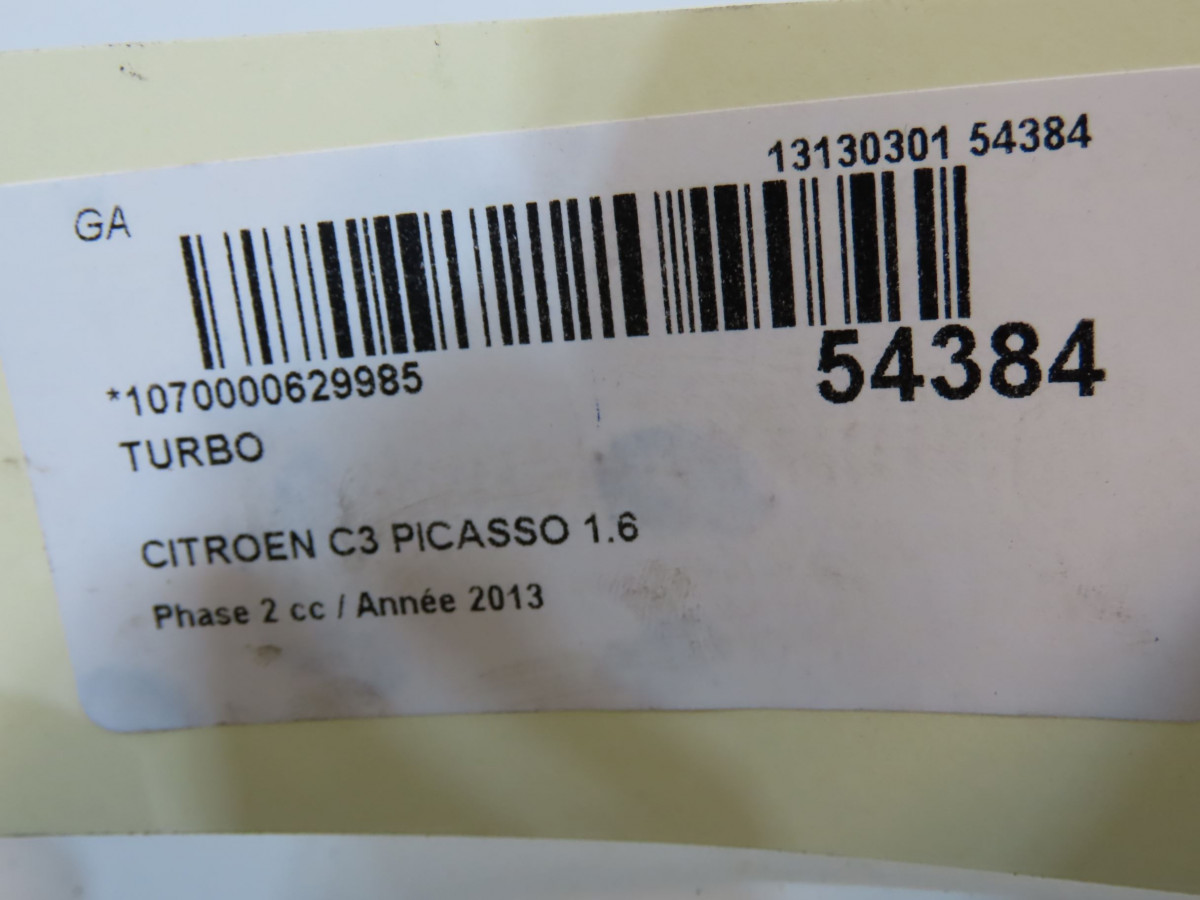 13130301 54384
GA
54384
*1070000629985
TURBO
CITROEN C3 PICASSO 1.6
Phase 2 cc / Année 2013